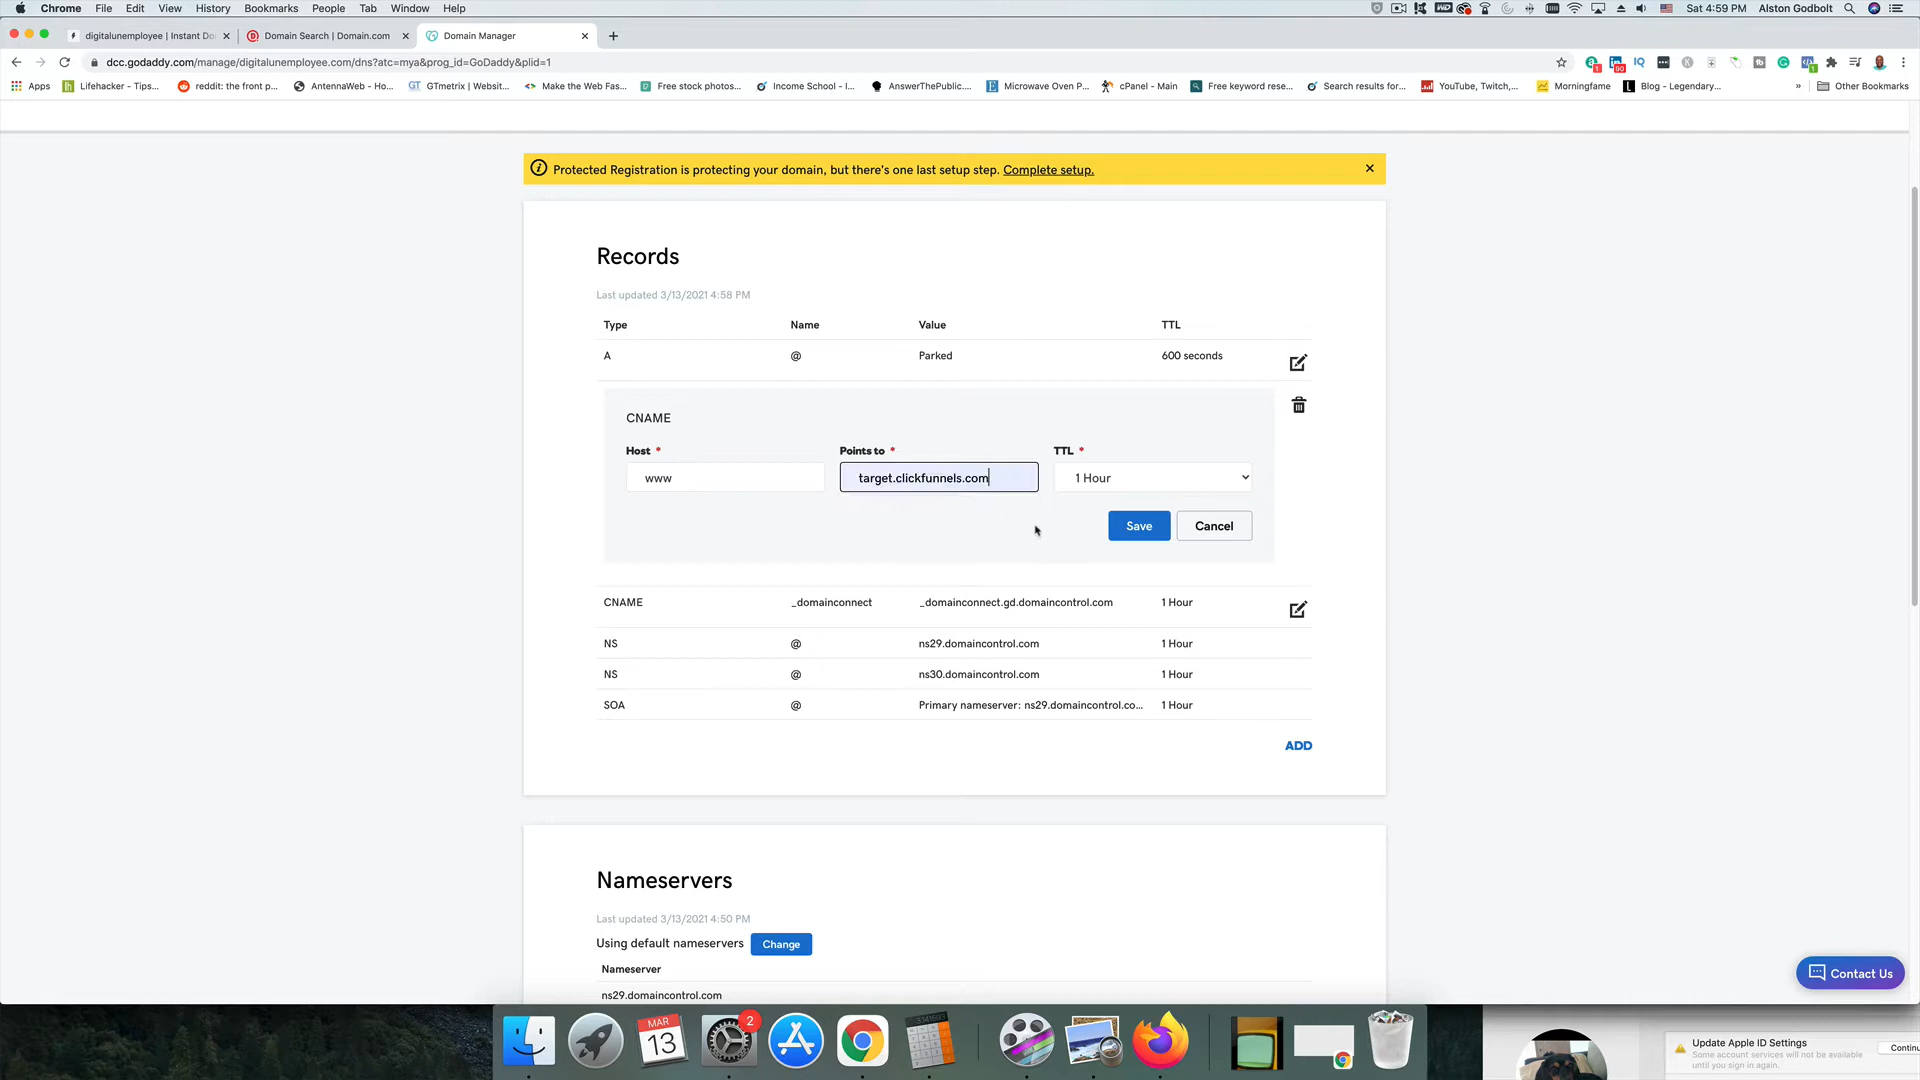 Chrome File Edit View History Bookmarks People Tab Window Help Sat 4:59 PM Alston Godbolt
digitalunemployee | Instant Do Domain Search | Domain.com Domain Manager
dcc.godaddy.com/manage/digitalunemployee.com/dns?atc=mya&prog_id=GoDaddy&plid=1
Apps Lifehacker - Tips... reddit: the front p... AntennaWeb - Ho... GTmetrix | Websit... Make the Web Fas... Free stock photos... Income School - I... AnswerThePublic.... Microwave Oven P... cPanel - Main Free keyword rese... Search results for... YouTube, Twitch,... Morningfame Blog - Legendary... » Other Bookmarks
Protected Registration is protecting your domain, but there's one last setup step. Complete setup.
Records
Last updated 3/13/2021 4:58 PM
Type Name Value TTL
A @ Parked 600 seconds
CNAME
Host * Points to * TTL *
www target.clickfunnels.com 1 Hour
Save Cancel
CNAME _domainconnect _domainconnect.gd.domaincontrol.com 1 Hour
NS @ ns29.domaincontrol.com 1 Hour
NS @ ns30.domaincontrol.com 1 Hour
SOA @ Primary nameserver: ns29.domaincontrol.co... 1 Hour
ADD
Nameservers
Last updated 3/13/2021 4:50 PM
Using default nameservers Change
Nameserver
ns29.domaincontrol.com
Contact Us
MAR
13
2
Update Apple ID Settings
Some account services will not be available
until you sign in again.
Continu